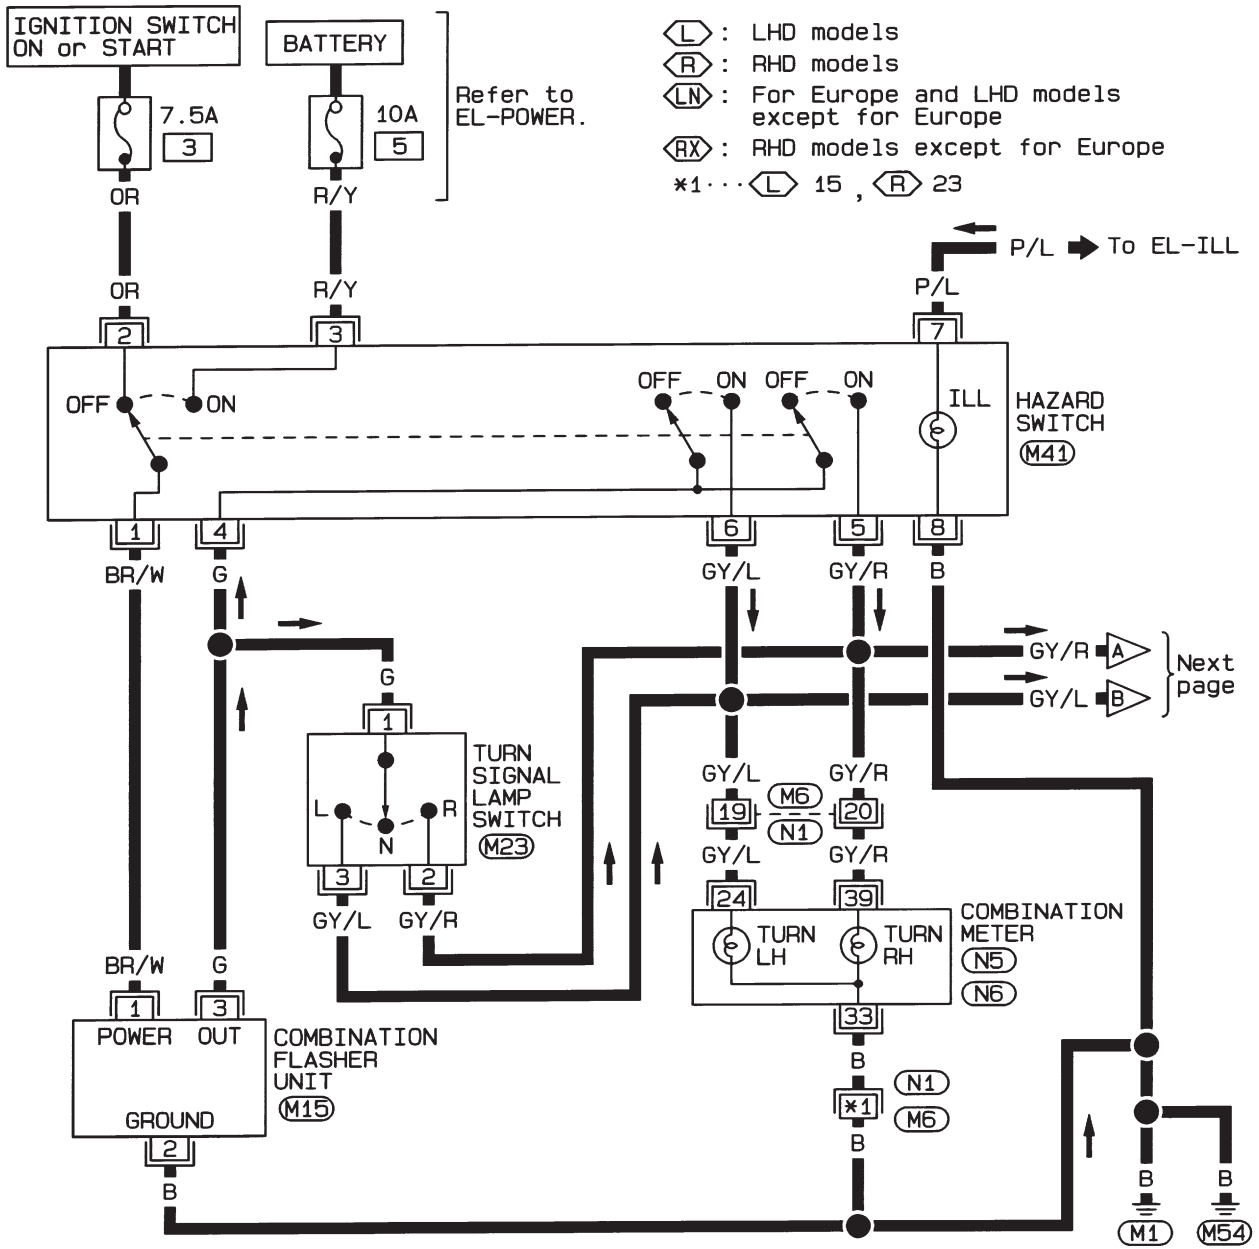 IGNITION SWITCH
ON or START
BATTERY
7.5A
3
10A
5
Refer to
EL-POWER.
L : LHD models
R : RHD models
LN : For Europe and LHD models
except for Europe
RX : RHD models except for Europe
*1··· L 15 , R 23
OR
R/Y
P/L To EL-ILL
OR
R/Y
P/L
2
3
7
OFF ON
OFF ON OFF ON
ILL
HAZARD
SWITCH
M41
1
4
6
5
8
BR/W
G
GY/L
GY/R
B
GY/R A
GY/L B
Next
page
G
1
TURN
SIGNAL
LAMP
SWITCH
M23
L
N
R
3
2
GY/L
GY/R
GY/L
GY/R
19
M6
N1
20
GY/L
GY/R
24
39
TURN
LH
TURN
RH
COMBINATION
METER
N5
N6
33
BR/W
G
1
3
POWER OUT
GROUND
COMBINATION
FLASHER
UNIT
M15
2
B
B
*1
N1
M6
B
B
B
M1
M54